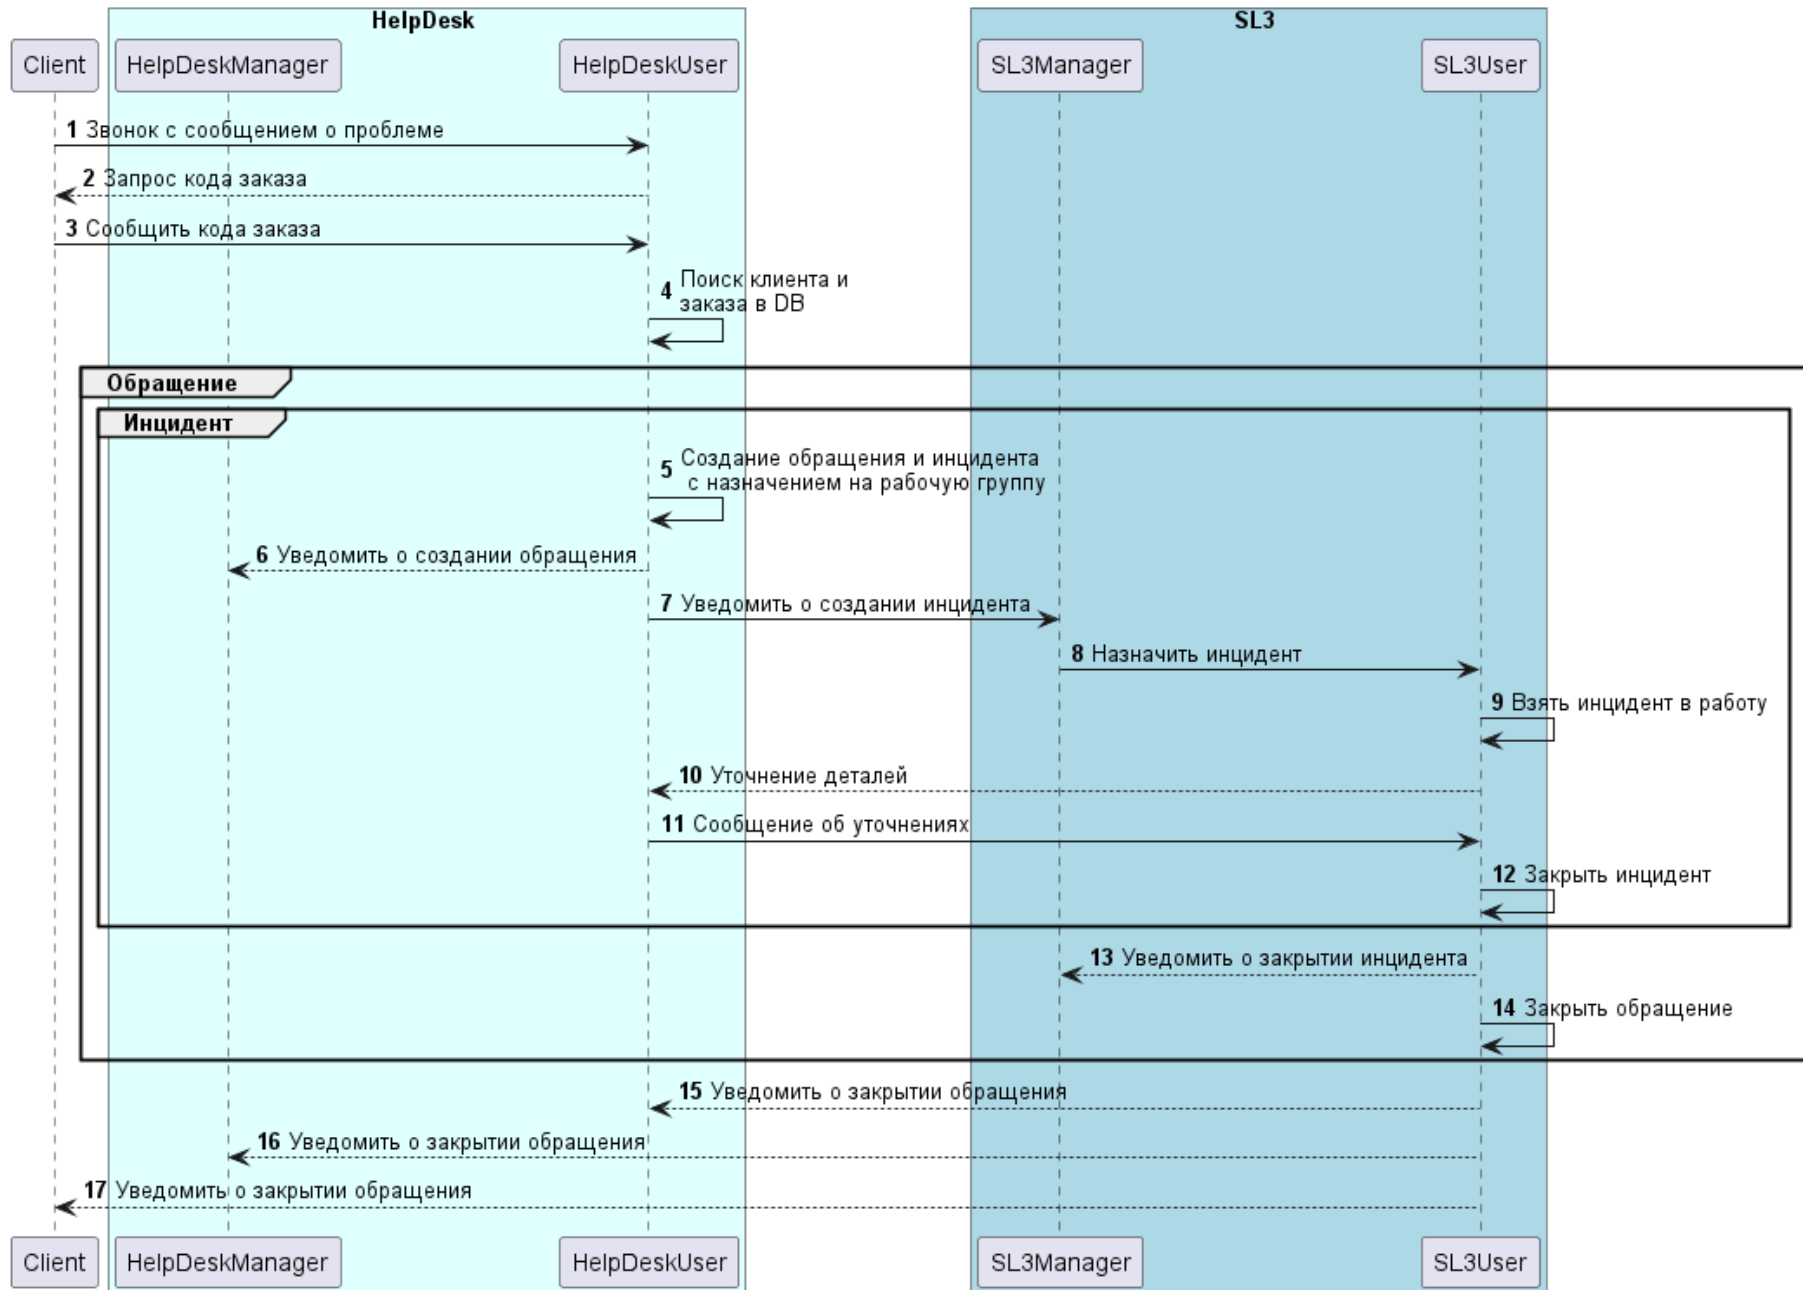 HelpDesk
SL3
Client
HelpDeskManager
HelpDeskUser
SL3Manager
SL3User
1 Звонок с сообщением о проблеме
2 Запрос кода заказа
3 Сообщить кода заказа
4 Поиск клиента и
заказа в DB
Обращение
Инцидент
5 Создание обращения и инцидента
с назначением на рабочую группу
6 Уведомить о создании обращения
7 Уведомить о создании инцидента
8 Назначить инцидент
9 Взять инцидент в работу
10 Уточнение деталей
11 Сообщение об уточнениях
12 Закрыть инцидент
13 Уведомить о закрытии инцидента
14 Закрыть обращение
15 Уведомить о закрытии обращения
16 Уведомить о закрытии обращения
17 Уведомить о закрытии обращения
Client
HelpDeskManager
HelpDeskUser
SL3Manager
SL3User